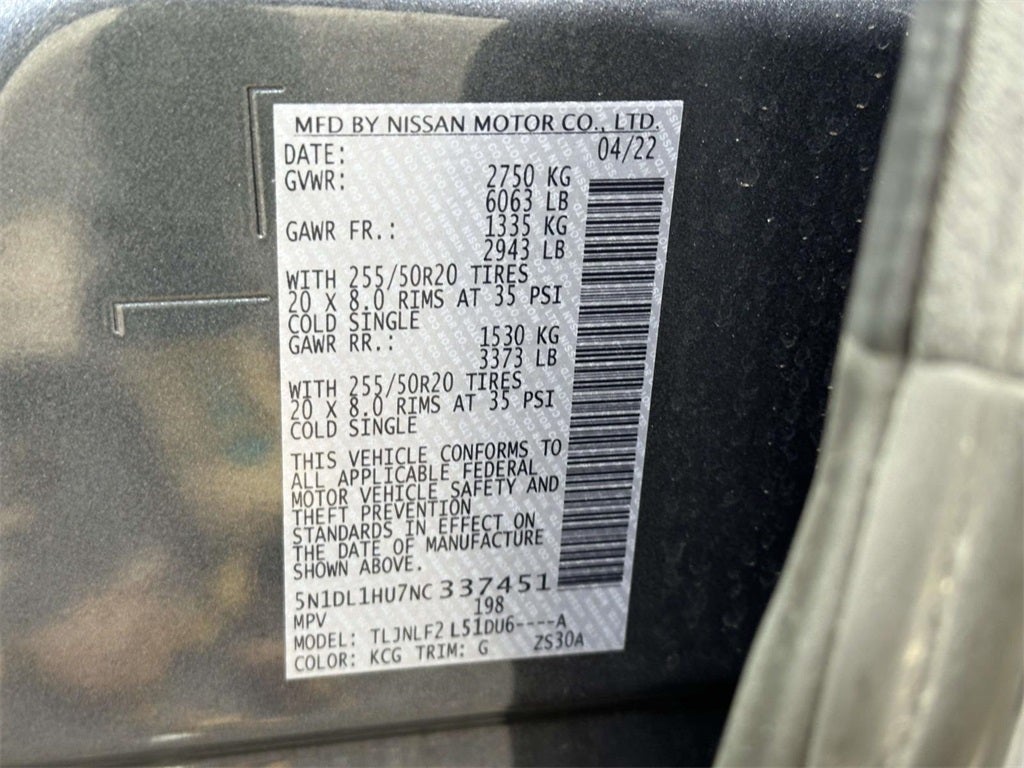 MFD BY NISSAN MOTOR CO., LTD.
DATE: 04/22
GVWR: 2750 KG
6063 LB
GAWR FR.: 1335 KG
2943 LB
WITH 255/50R20 TIRES
20 X 8.0 RIMS AT 35 PSI
COLD SINGLE
GAWR RR.: 1530 KG
3373 LB
WITH 255/50R20 TIRES
20 X 8.0 RIMS AT 35 PSI
COLD SINGLE
THIS VEHICLE CONFORMS TO
ALL APPLICABLE FEDERAL
MOTOR VEHICLE SAFETY AND
THEFT PREVENTION
STANDARDS IN EFFECT ON
THE DATE OF MANUFACTURE
SHOWN ABOVE.
5N1DL1HU7NC 337451
MPV 198
MODEL: TLJNLF2 L51DU6----A
COLOR: KCG TRIM: G ZS30A